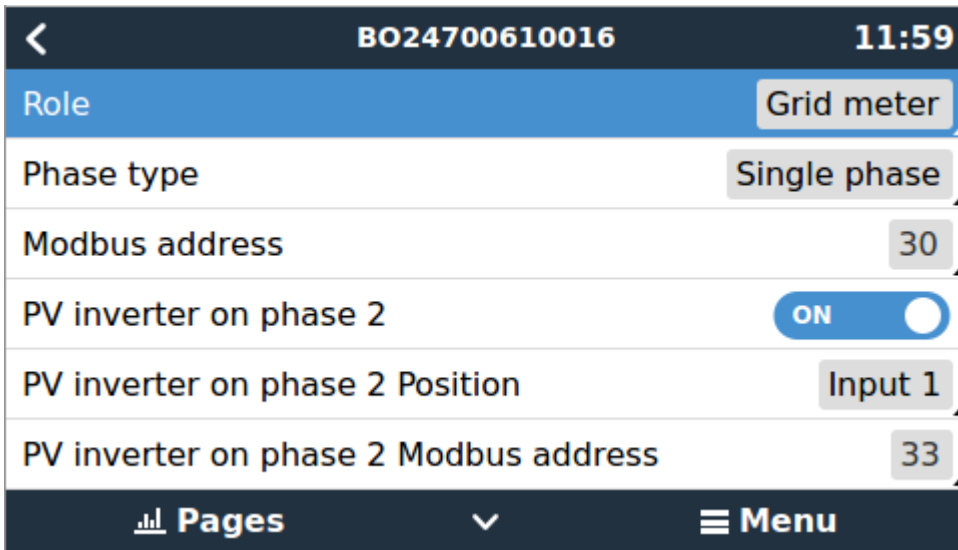 BO24700610016 11:59
Role Grid meter
Phase type Single phase
Modbus address 30
PV inverter on phase 2 ON
PV inverter on phase 2 Position Input 1
PV inverter on phase 2 Modbus address 33
Pages Menu